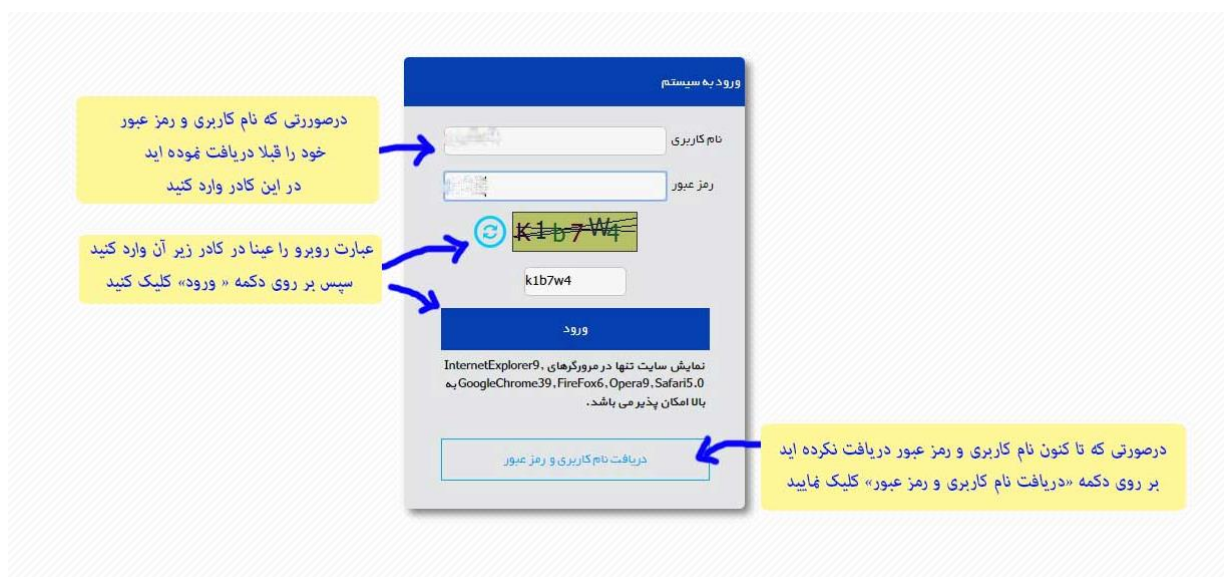 ورود به سیستم
درصوررتی که نام کاربری و رمز عبور
خود را قبلا دریافت نموده اید
در این کادر وارد کنید
نام کاربری
رمز عبور
K1b7W4
عبارت روبرو را عینا در کادر زیر آن وارد کنید
سپس بر روی دکمه « ورود» کلیک کنید
k1b7w4
ورود
نمایش سایت تنها در مرورگرهای InternetExplorer9,
GoogleChrome39, FireFox6, Opera9, Safari5.0 به
بالا امکان پذیر می باشد.
دریافت نام کاربری و رمز عبور
درصورتی که تا کنون نام کاربری و رمز عبور دریافت نکرده اید
بر روی دکمه «دریافت نام کاربری و رمز عبور» کلیک نمایید